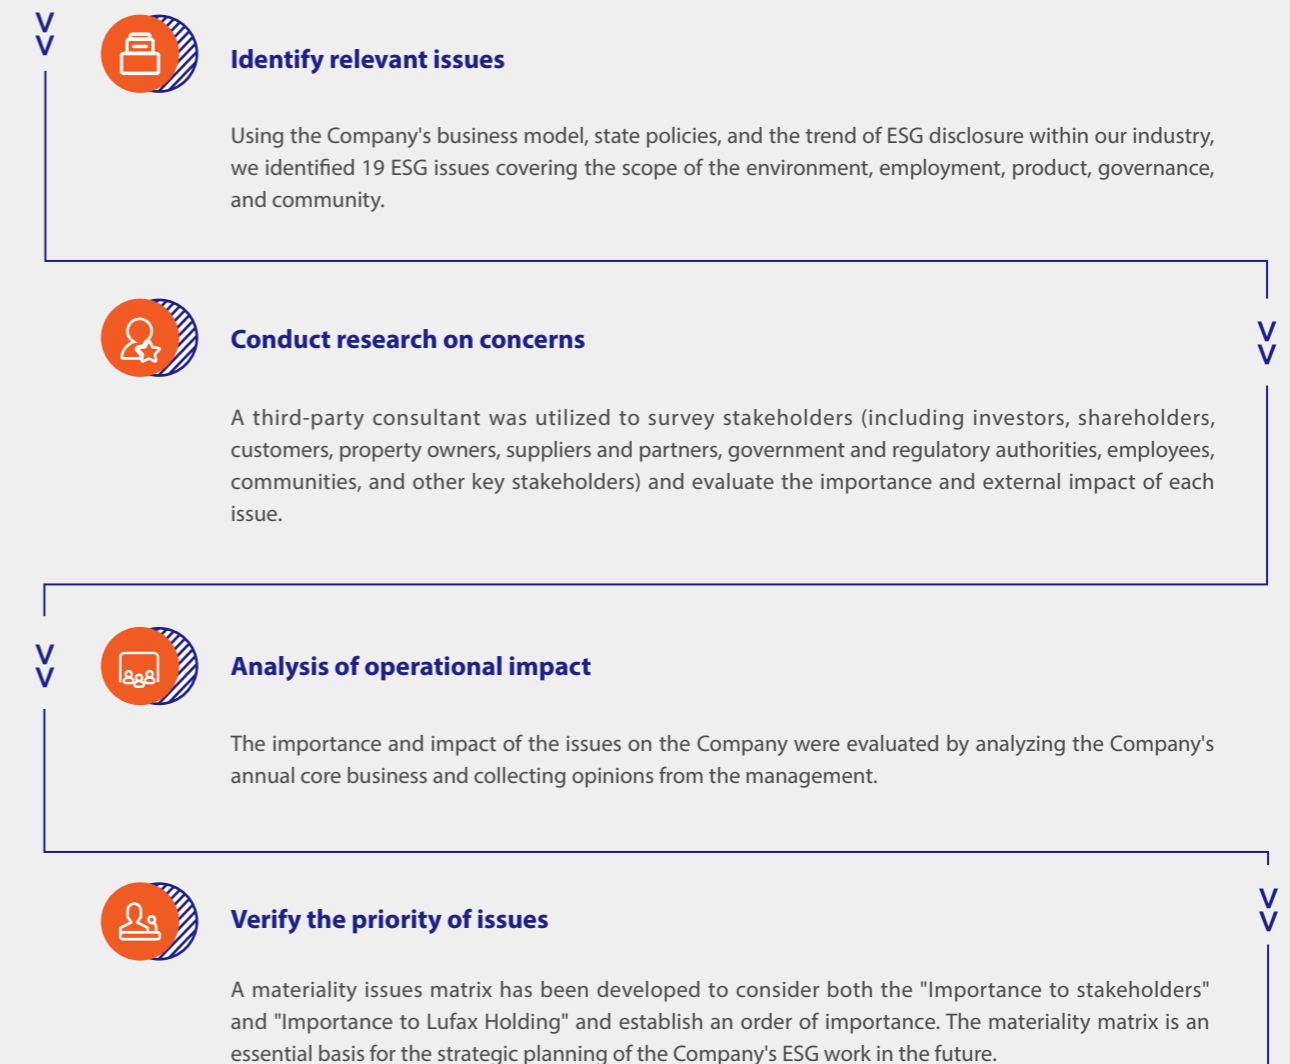 Identify relevant issues
Using the Company's business model, state policies, and the trend of ESG disclosure within our industry,
we identified 19 ESG issues covering the scope of the environment, employment, product, governance,
and community.
Conduct research on concerns
A third-party consultant was utilized to survey stakeholders (including investors, shareholders,
customers, property owners, suppliers and partners, government and regulatory authorities, employees,
communities, and other key stakeholders) and evaluate the importance and external impact of each
issue.
Analysis of operational impact
The importance and impact of the issues on the Company were evaluated by analyzing the Company's
annual core business and collecting opinions from the management.
Verify the priority of issues
A materiality issues matrix has been developed to consider both the "Importance to stakeholders"
and "Importance to Lufax Holding" and establish an order of importance. The materiality matrix is an
essential basis for the strategic planning of the Company's ESG work in the future.